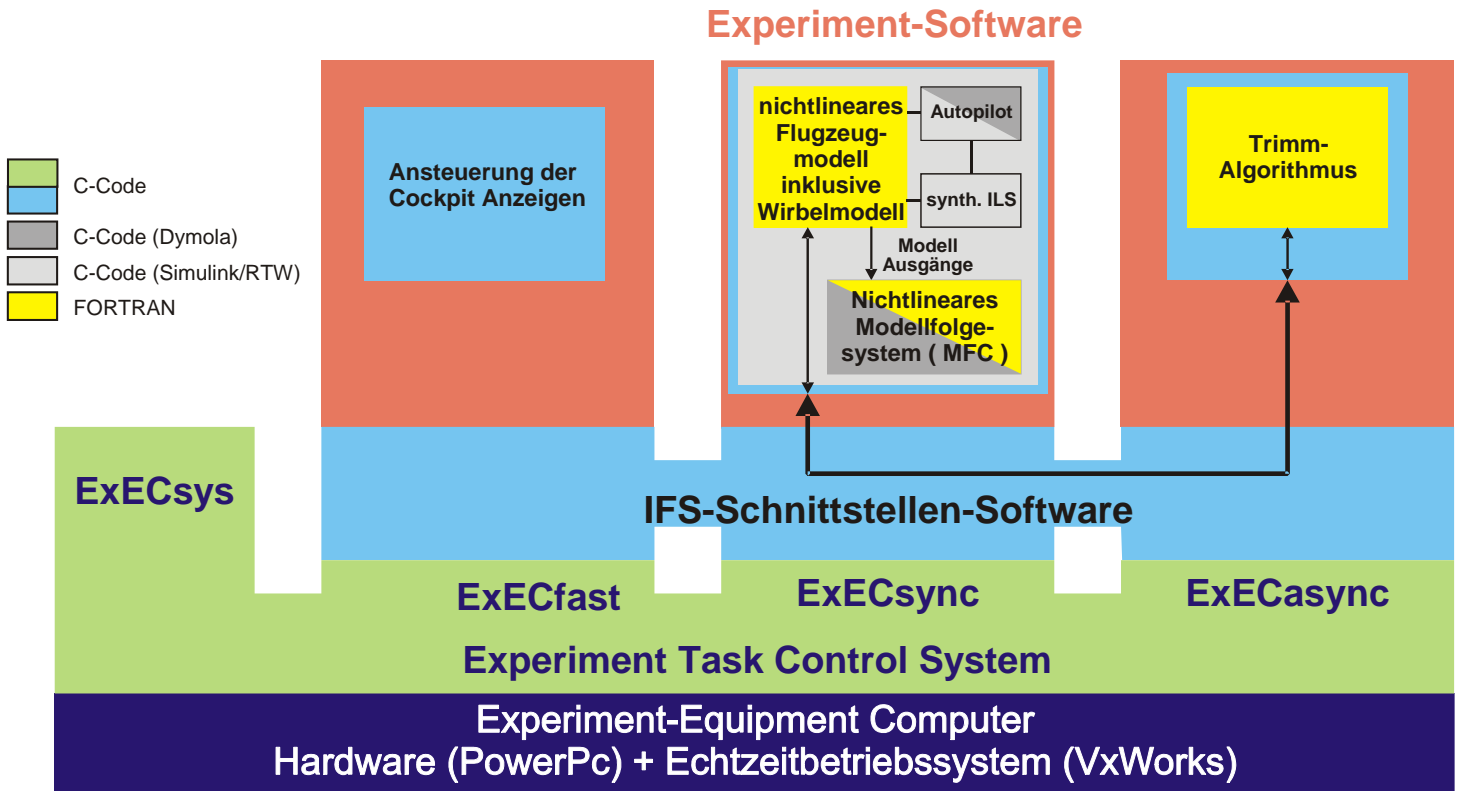 Experiment-Software
C-Code
C-Code (Dymola)
C-Code (Simulink/RTW)
FORTRAN
Ansteuerung der
Cockpit Anzeigen
nichtlineares
Flugzeug-
modell
inklusive
Wirbelmodell
Autopilot
synth. ILS
Modell
Ausgänge
Nichtlineares
Modellfolge-
system ( MFC )
Trimm-
Algorithmus
ExECsys
IFS-Schnittstellen-Software
ExECfast
ExECsync
ExECasync
Experiment Task Control System
Experiment-Equipment Computer
Hardware (PowerPc) + Echtzeitbetriebssystem (VxWorks)